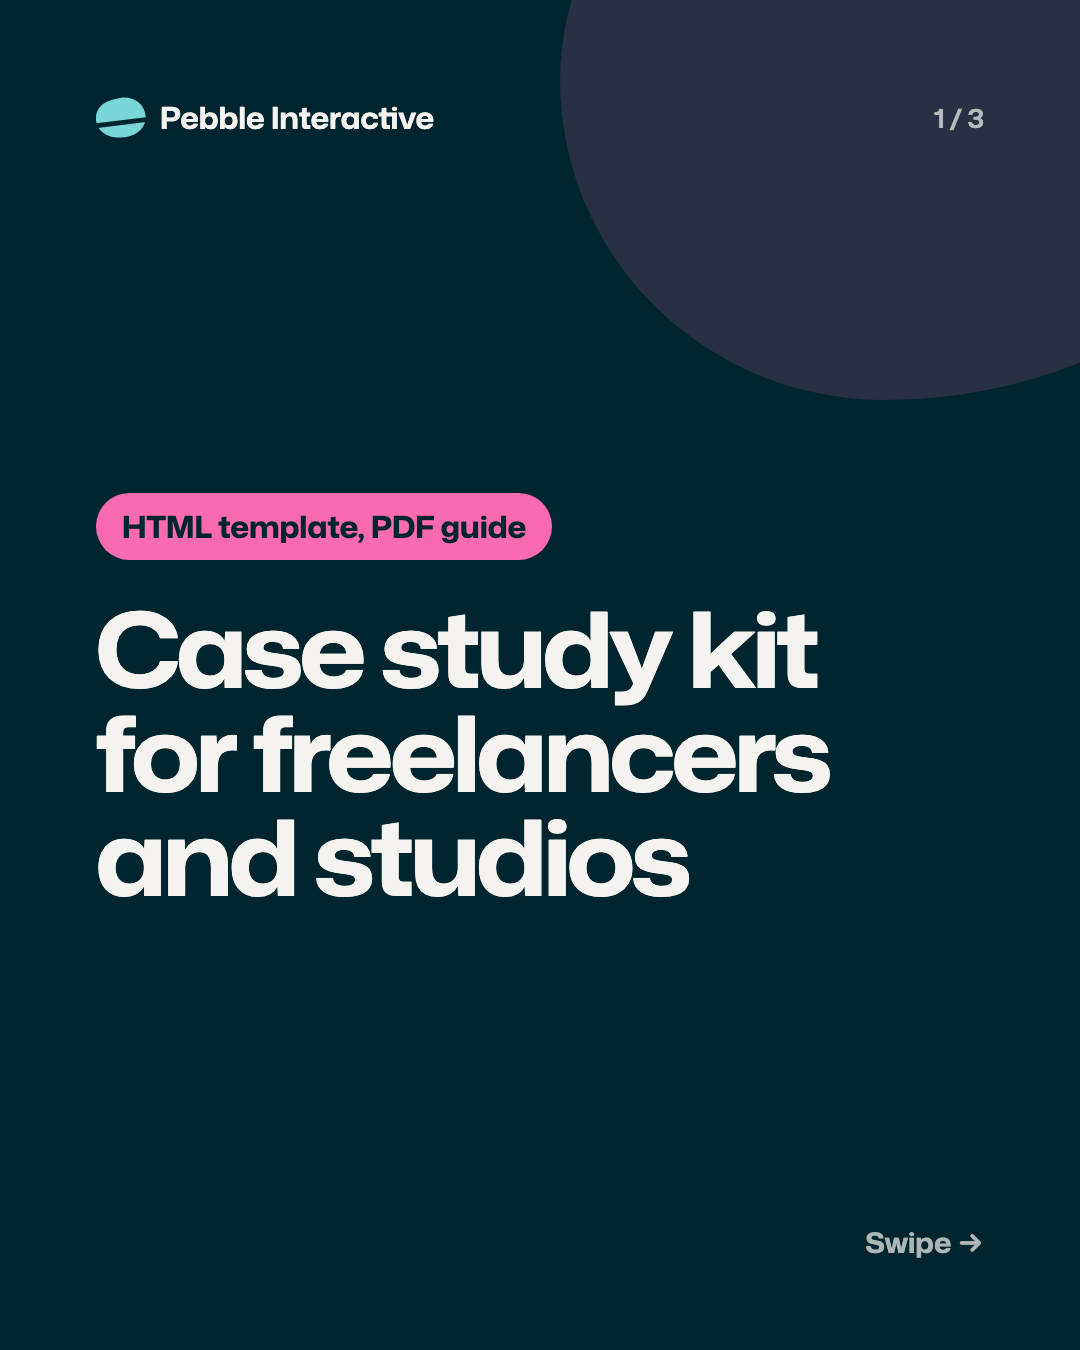 Pebble Interactive
1 / 3
HTML template, PDF guide
Case study kit
for freelancers
and studios
Swipe →